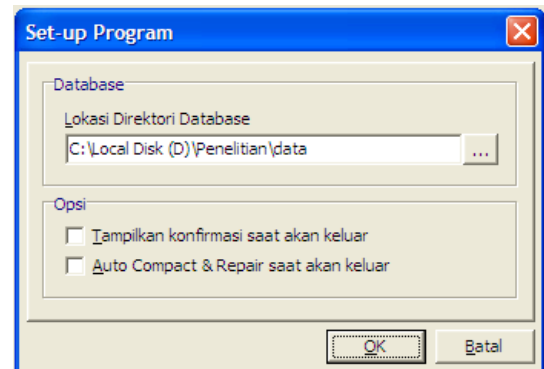 Set-up Program
Database
Lokasi Direktori Database
C:\Local Disk (D)\Penelitian\data
...
Opsi
Tampilkan konfirmasi saat akan keluar
Auto Compact & Repair saat akan keluar
OK
Batal